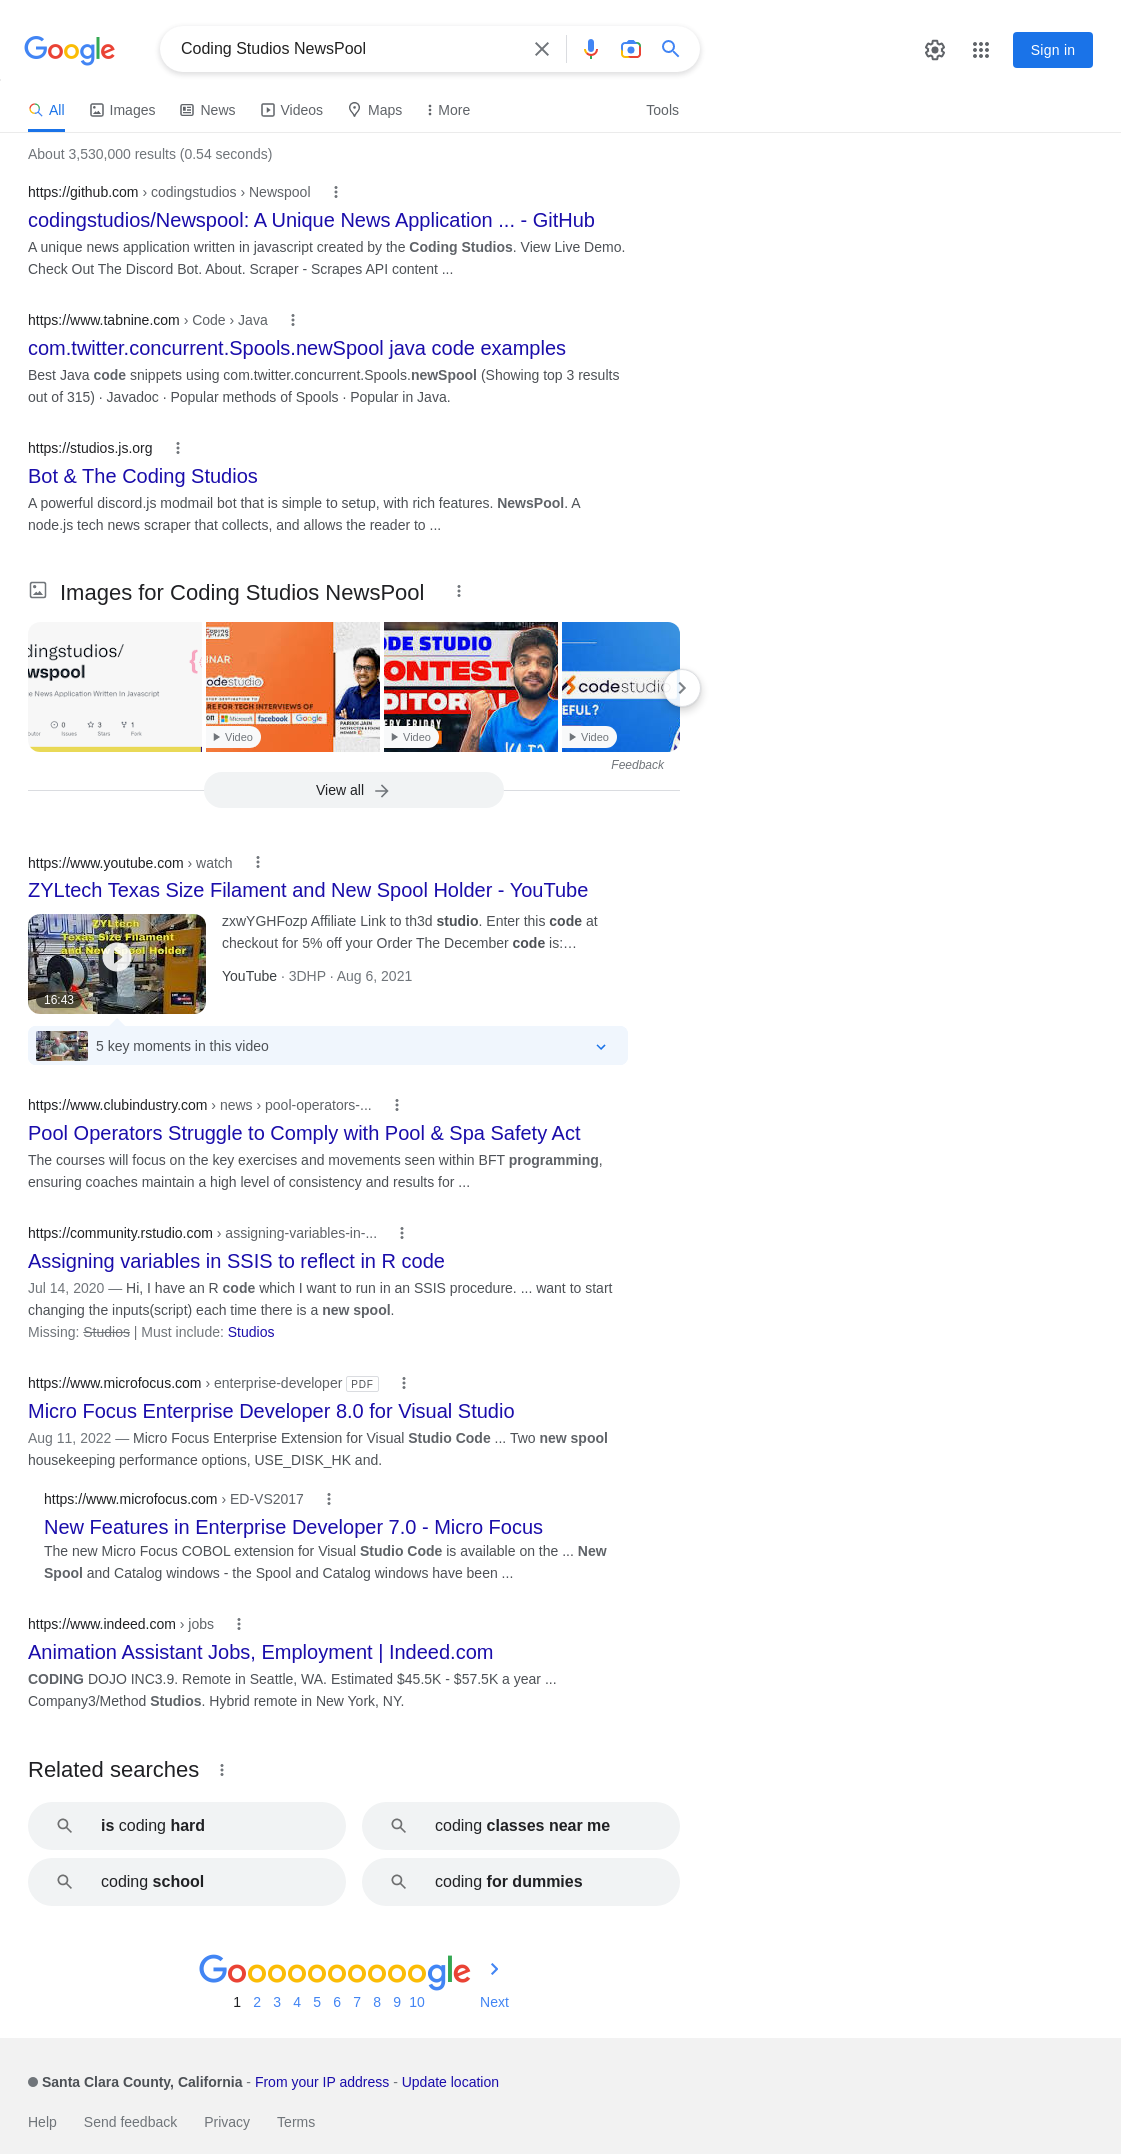 Google
Coding Studios NewsPool
Sign in
All
Images
News
Videos
Maps
More
Tools
About 3,530,000 results (0.54 seconds)
https://github.com › codingstudios › Newspool
codingstudios/Newspool: A Unique News Application ... - GitHub
A unique news application written in javascript created by the Coding Studios. View Live Demo.
Check Out The Discord Bot. About. Scraper - Scrapes API content ...
https://www.tabnine.com › Code › Java
com.twitter.concurrent.Spools.newSpool java code examples
Best Java code snippets using com.twitter.concurrent.Spools.newSpool (Showing top 3 results
out of 315) · Javadoc · Popular methods of Spools · Popular in Java.
https://studios.js.org
Bot & The Coding Studios
A powerful discord.js modmail bot that is simple to setup, with rich features. NewsPool. A
node.js tech news scraper that collects, and allows the reader to ...
Images for Coding Studios NewsPool
dingstudios/
wspool
e News Application Written In Javascript
0
3
1
Issues
Stars
Fork
CODING
NINJAS
INAR
codestudio
RE FOR TECH INTERVIEWS OF
Microsoft
facebook
Google
PARIKH JAIN
Video
ODE STUDIO
ONTEST
DITORIAL
ERY FRIDAY
Video
codestudio
EFUL?
Video
Feedback
View all
https://www.youtube.com › watch
ZYLtech Texas Size Filament and New Spool Holder - YouTube
3DHP
ZYLtech
Texas Size Filament
and New Spool Holder
16:43
zxwYGHFozp Affiliate Link to th3d studio. Enter this code at
checkout for 5% off your Order The December code is:…
YouTube · 3DHP · Aug 6, 2021
5 key moments in this video
https://www.clubindustry.com › news › pool-operators-...
Pool Operators Struggle to Comply with Pool & Spa Safety Act
The courses will focus on the key exercises and movements seen within BFT programming,
ensuring coaches maintain a high level of consistency and results for ...
https://community.rstudio.com › assigning-variables-in-...
Assigning variables in SSIS to reflect in R code
Jul 14, 2020 — Hi, I have an R code which I want to run in an SSIS procedure. ... want to start
changing the inputs(script) each time there is a new spool.
Missing: Studios | Must include: Studios
https://www.microfocus.com › enterprise-developer PDF
Micro Focus Enterprise Developer 8.0 for Visual Studio
Aug 11, 2022 — Micro Focus Enterprise Extension for Visual Studio Code ... Two new spool
housekeeping performance options, USE_DISK_HK and.
https://www.microfocus.com › ED-VS2017
New Features in Enterprise Developer 7.0 - Micro Focus
The new Micro Focus COBOL extension for Visual Studio Code is available on the ... New
Spool and Catalog windows - the Spool and Catalog windows have been ...
https://www.indeed.com › jobs
Animation Assistant Jobs, Employment | Indeed.com
CODING DOJO INC3.9. Remote in Seattle, WA. Estimated $45.5K - $57.5K a year ...
Company3/Method Studios. Hybrid remote in New York, NY.
Related searches
is coding hard
coding classes near me
coding school
coding for dummies
Goooooooooogle
1 2 3 4 5 6 7 8 9 10 Next
Santa Clara County, California - From your IP address - Update location
Help Send feedback Privacy Terms